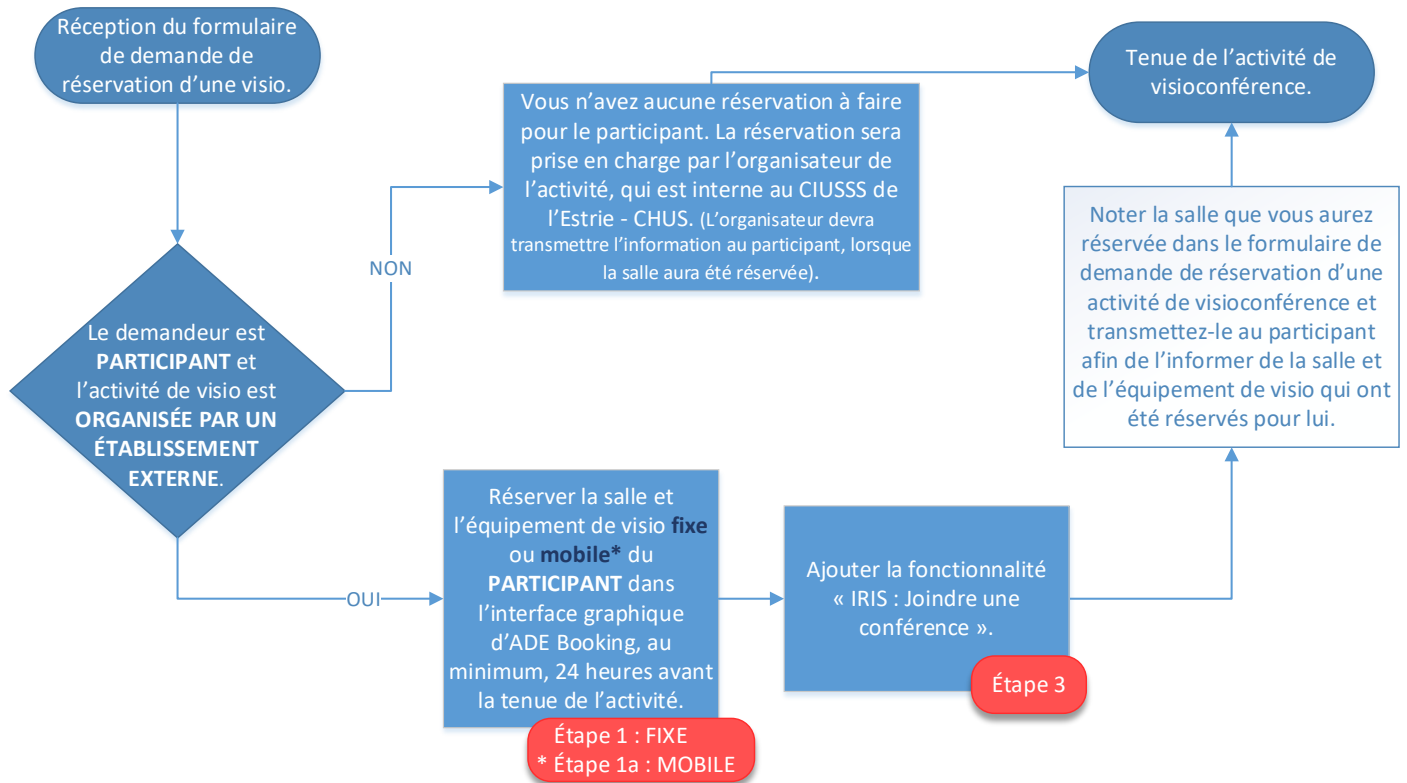 Réception du formulaire
de demande de
réservation d’une visio.
Le demandeur est
PARTICIPANT et
l’activité de visio est
ORGANISÉE PAR UN
ÉTABLISSEMENT
EXTERNE.
NON
Vous n’avez aucune réservation à faire
pour le participant. La réservation sera
prise en charge par l’organisateur de
l’activité, qui est interne au CIUSSS de
l’Estrie - CHUS. (L’organisateur devra
transmettre l’information au participant, lorsque
la salle aura été réservée).
OUI
Réserver la salle et
l’équipement de visio fixe
ou mobile* du
PARTICIPANT dans
l’interface graphique
d’ADE Booking, au
minimum, 24 heures avant
la tenue de l’activité.
Étape 1 : FIXE
* Étape 1a : MOBILE
Ajouter la fonctionnalité
« IRIS : Joindre une
conférence ».
Étape 3
Noter la salle que vous aurez
réservée dans le formulaire de
demande de réservation d’une
activité de visioconférence et
transmettez-le au participant
afin de l’informer de la salle et
de l’équipement de visio qui ont
été réservés pour lui.
Tenue de l’activité de
visioconférence.